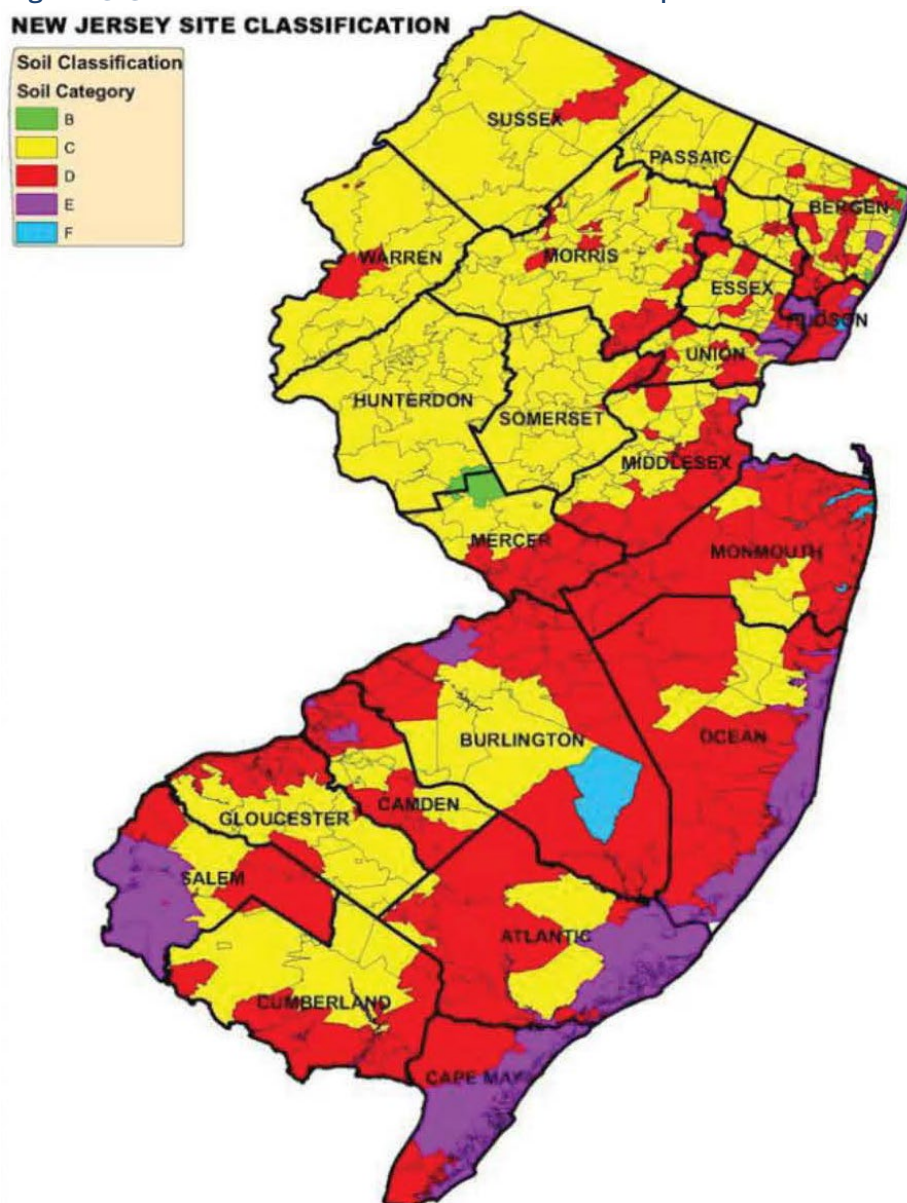 NEW JERSEY SITE CLASSIFICATION
Soil Classification
Soil Category
B
C
D
E
F
SUSSEX
PASSAIC
BERGEN
WARREN
MORRIS
ESSEX
HUDSON
UNION
HUNTERDON
SOMERSET
MIDDLESEX
MERCER
MONMOUTH
OCEAN
BURLINGTON
CAMDEN
GLOUCESTER
SALEM
ATLANTIC
CUMBERLAND
CAPE MAY